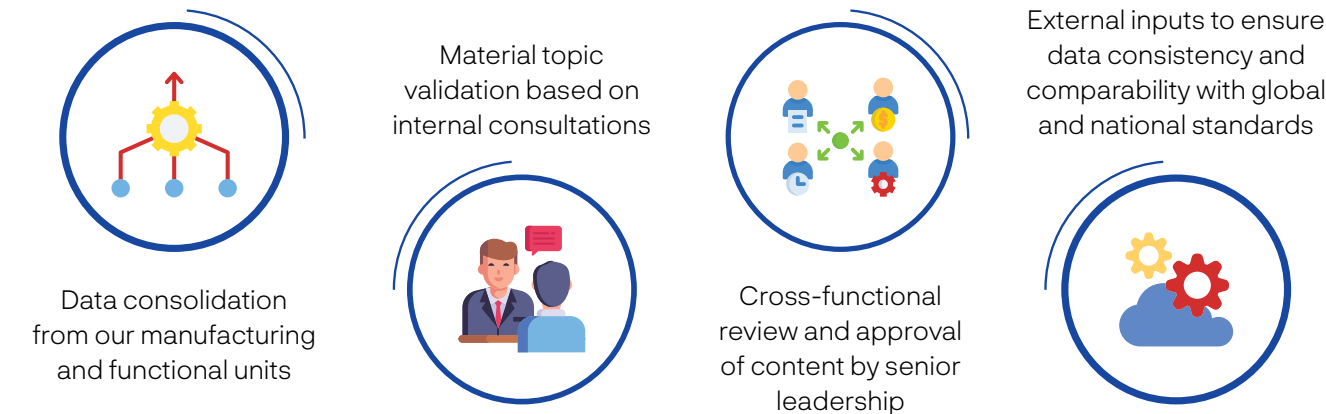 Data consolidation
from our manufacturing
and functional units
Material topic
validation based on
internal consultations
Cross-functional
review and approval
of content by senior
leadership
External inputs to ensure
data consistency and
comparability with global
and national standards